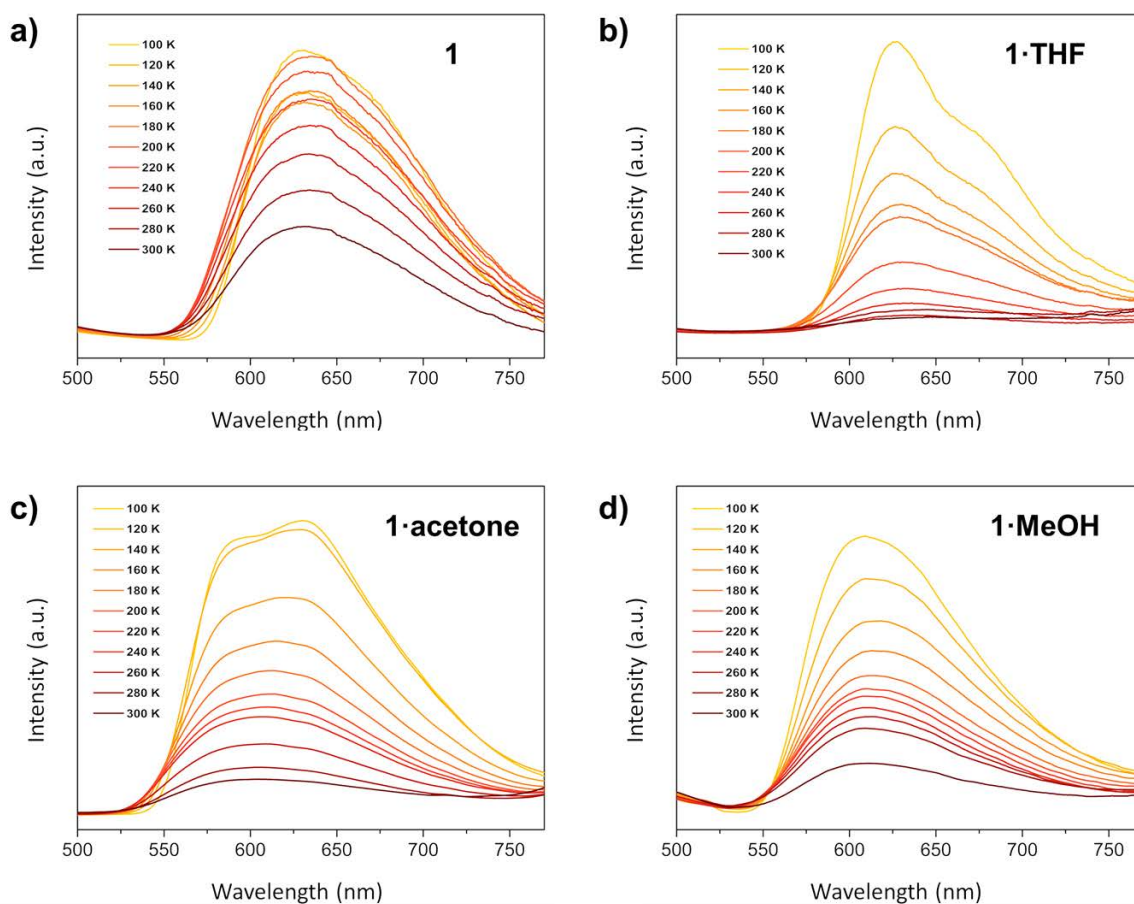 a)
1
100 K
120 K
140 K
160 K
180 K
200 K
220 K
240 K
260 K
280 K
300 K
Intensity (a.u.)
500 550 600 650 700 750
Wavelength (nm)
b)
1·THF
100 K
120 K
140 K
160 K
180 K
200 K
220 K
240 K
260 K
280 K
300 K
Intensity (a.u.)
500 550 600 650 700 750
Wavelength (nm)
c)
1·acetone
100 K
120 K
140 K
160 K
180 K
200 K
220 K
240 K
260 K
280 K
300 K
Intensity (a.u.)
500 550 600 650 700 750
Wavelength (nm)
d)
1·MeOH
100 K
120 K
140 K
160 K
180 K
200 K
220 K
240 K
260 K
280 K
300 K
Intensity (a.u.)
500 550 600 650 700 750
Wavelength (nm)